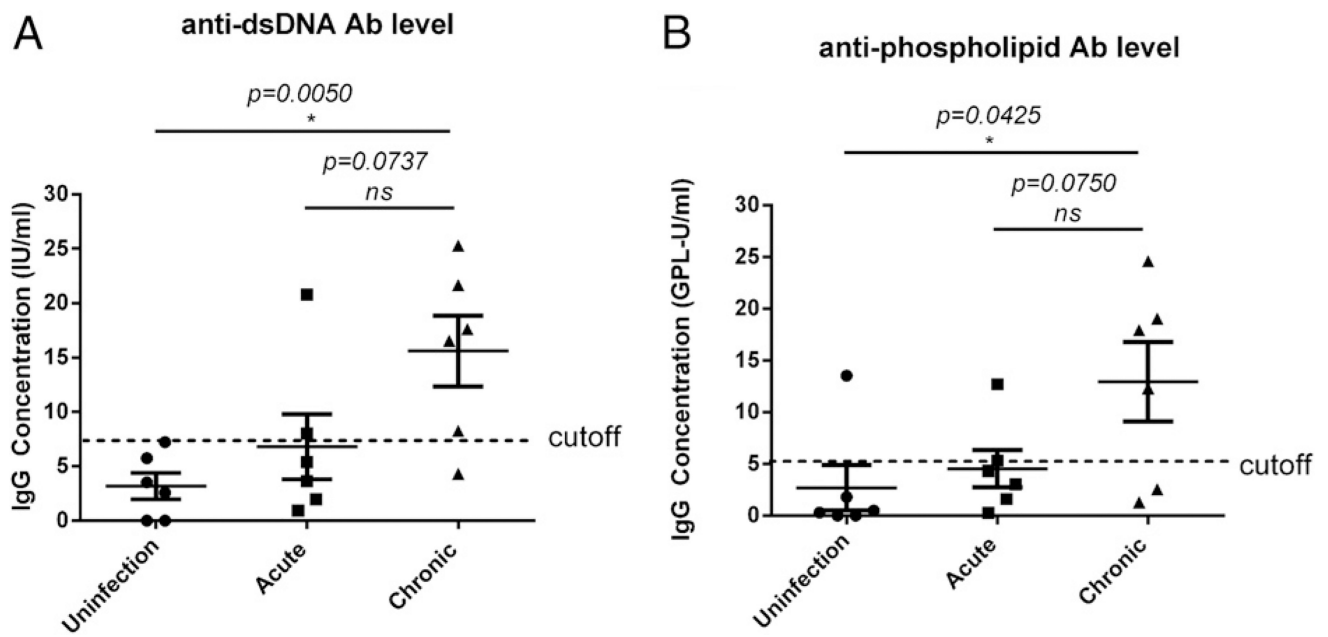 A
anti-dsDNA Ab level
p=0.0050
*
p=0.0737
ns
IgG Concentration (IU/ml)
30
25
20
15
10
5
0
cutoff
Uninfection
Acute
Chronic
B
anti-phospholipid Ab level
p=0.0425
*
p=0.0750
ns
IgG Concentration (GPL-U/ml)
30
25
20
15
10
5
0
cutoff
Uninfection
Acute
Chronic